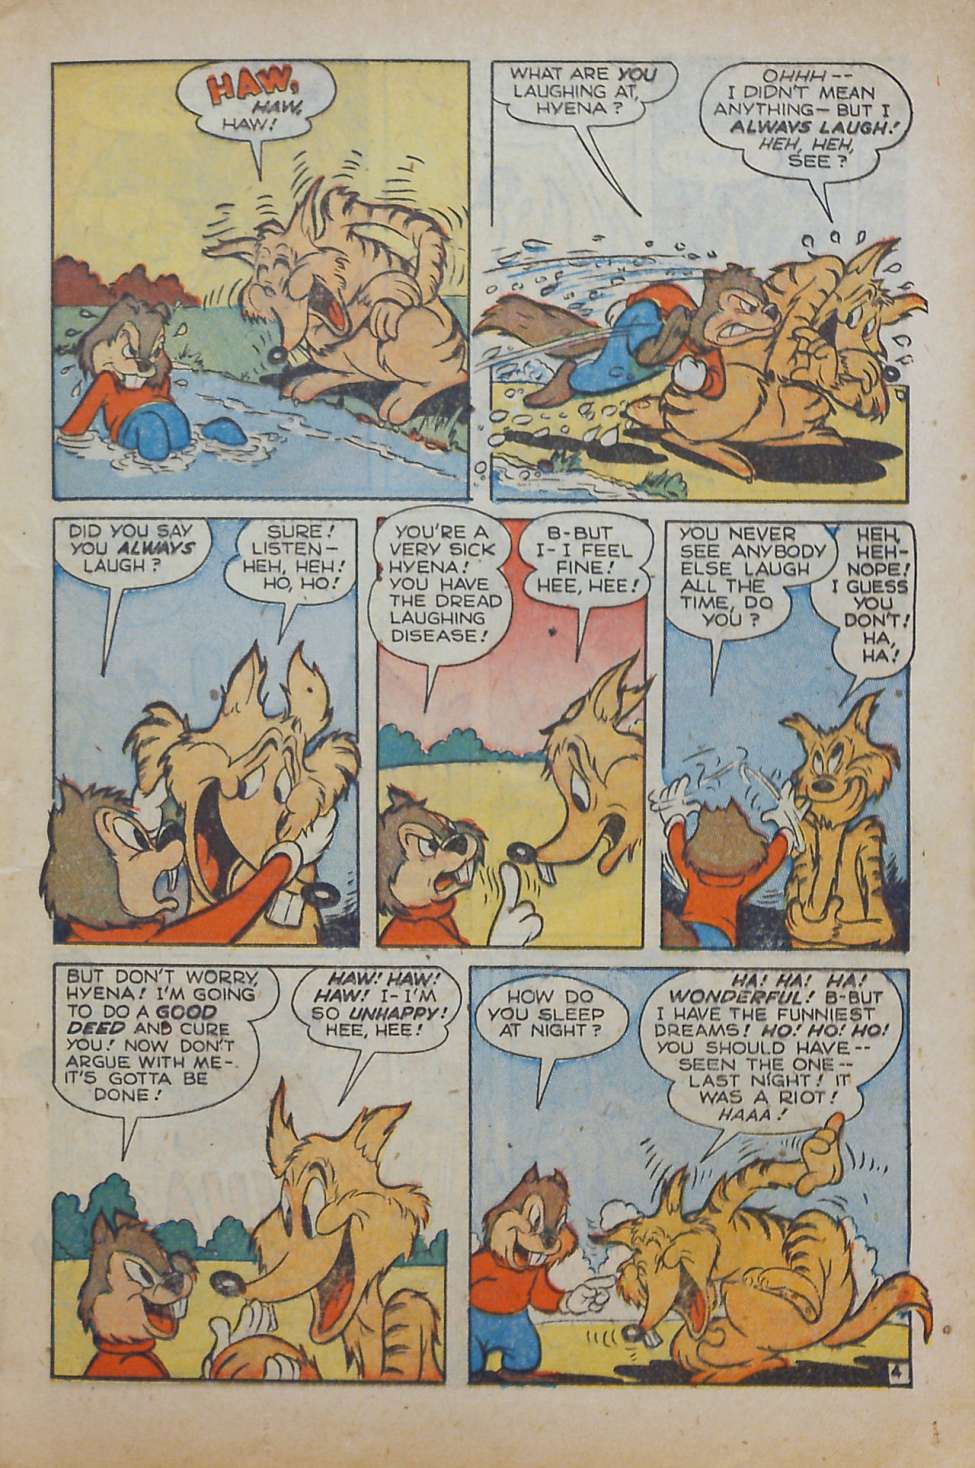 HAW,
HAW,
HAW!
WHAT ARE YOU
LAUGHING AT,
HYENA?
OHHH--
I DIDN'T MEAN
ANYTHING—BUT I
ALWAYS LAUGH!
HEH, HEH,
SEE?
DID YOU SAY
YOU ALWAYS
LAUGH?
SURE!
LISTEN—
HEH, HEH!
HO, HO!
YOU'RE A
VERY SICK
HYENA!
YOU HAVE
THE DREAD
LAUGHING
DISEASE!
B-BUT
I-I FEEL
FINE!
HEE, HEE!
YOU NEVER
SEE ANYBODY
ELSE LAUGH
ALL THE
TIME, DO
YOU?
HEH,
HEH—
NOPE!
I GUESS
YOU
DON'T!
HA,
HA!
BUT DON'T WORRY,
HYENA! I'M GOING
TO DO A GOOD
DEED AND CURE
YOU! NOW DON'T
ARGUE WITH ME—
IT'S GOTTA BE
DONE!
HAW! HAW!
HAW! I-I'M
SO UNHAPPY!
HEE, HEE!
HOW DO
YOU SLEEP
AT NIGHT?
HA! HA! HA!
WONDERFUL! B-BUT
I HAVE THE FUNNIEST
DREAMS! HO! HO! HO!
YOU SHOULD HAVE--
SEEN THE ONE--
LAST NIGHT! IT
WAS A RIOT!
HAAA!
4